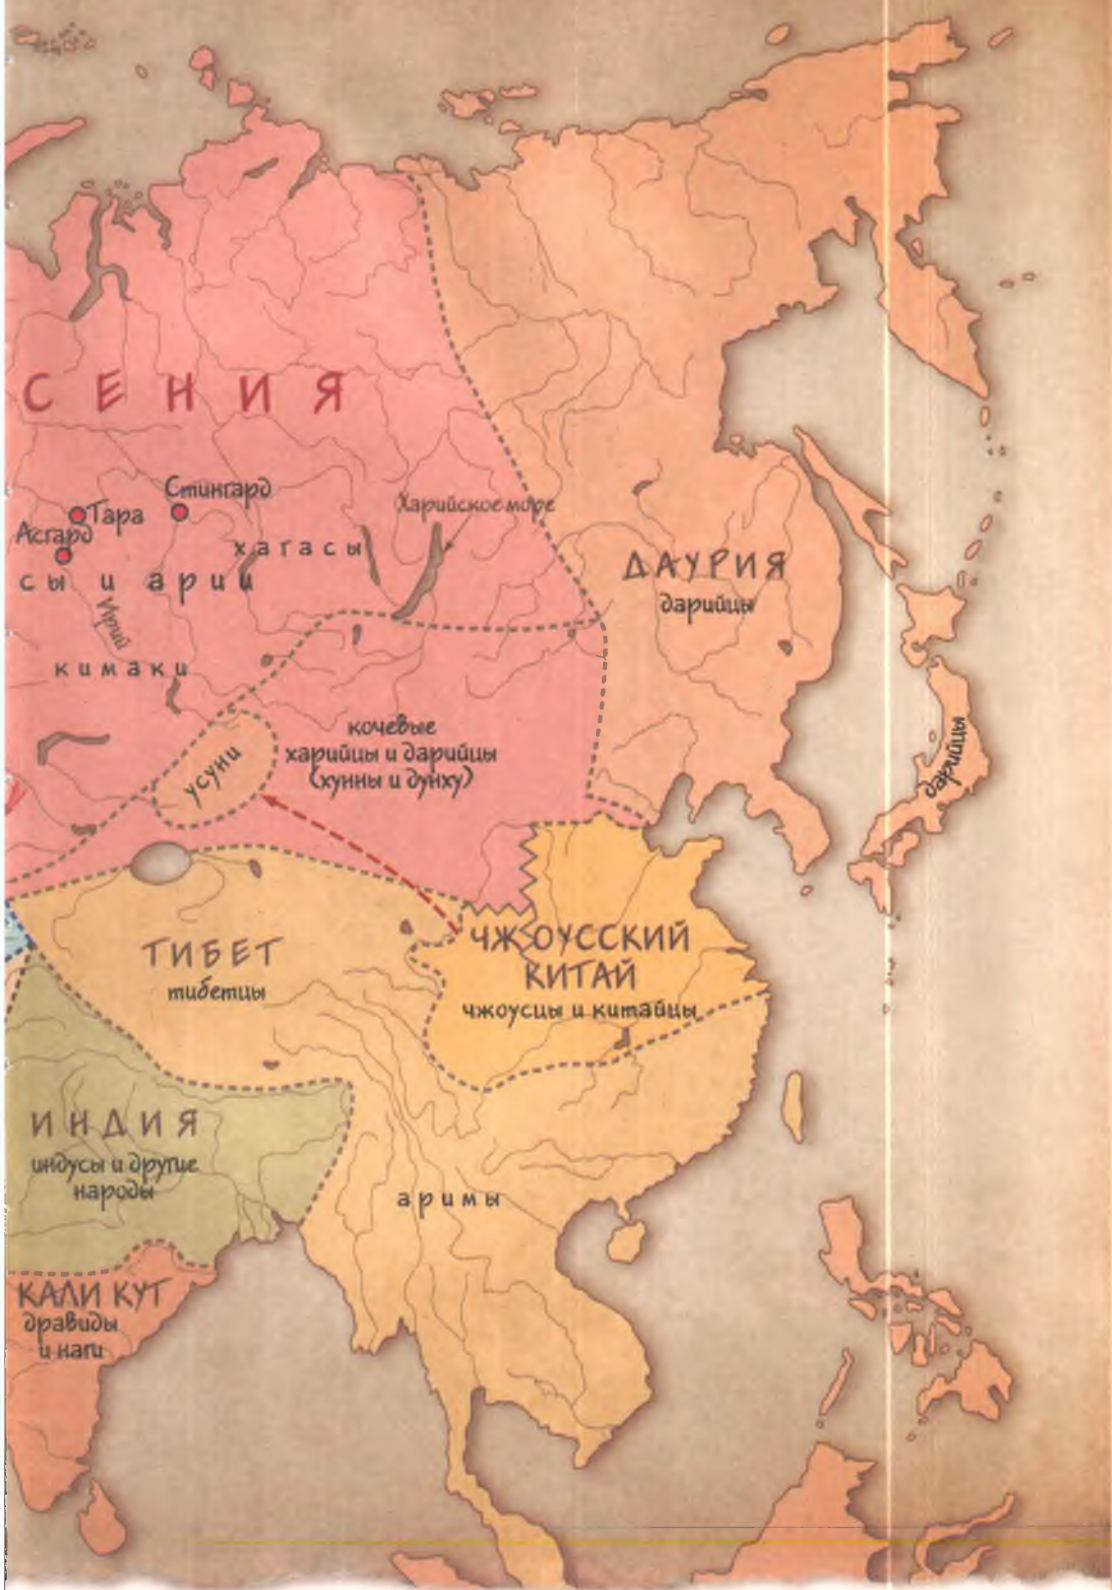 СЕНИЯ
Стингард
Тара
Асгард
Харийское море
хагасы
сы и арии
Ирий
кимаки
ДАУРИЯ
дарийцы
кочевые
харийцы и дарийцы
(хунны и дунху)
усуни
дарийцы
ТИБЕТ
тибетцы
ЧЖОУССКИЙ
КИТАЙ
чжоусцы и китайцы
ИНДИЯ
индусы и другие
народы
аримы
КАЛИ КУТ
дравиды
и наги